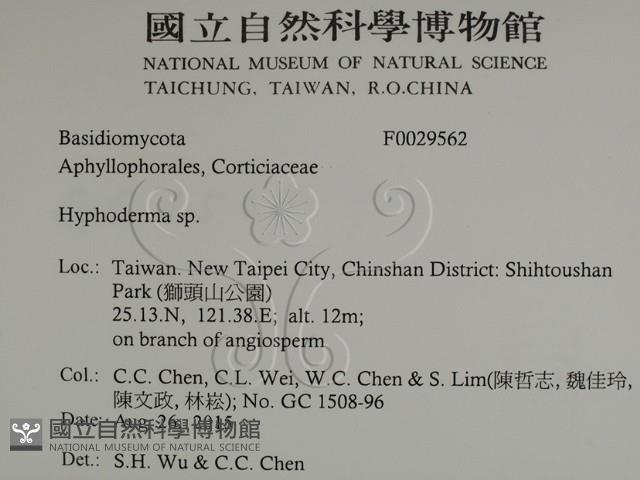 國立自然科學博物館
NATIONAL MUSEUM OF NATURAL SCIENCE
TAICHUNG, TAIWAN, R.O.CHINA
Basidiomycota F0029562
Aphyllophorales, Corticiaceae
Hyphoderma sp.
Loc.: Taiwan. New Taipei City, Chinshan District: Shihtoushan
Park (獅頭山公園)
25.13.N, 121.38.E; alt. 12m;
on branch of angiosperm
Col.: C.C. Chen, C.L. Wei, W.C. Chen & S. Lim(陳哲志, 魏佳玲,
陳文政, 林崧); No. GC 1508-96
Date: Aug. 26, 2015
國立自然科學博物館
NATIONAL MUSEUM OF NATURAL SCIENCE
Det.: S.H. Wu & C.C. Chen